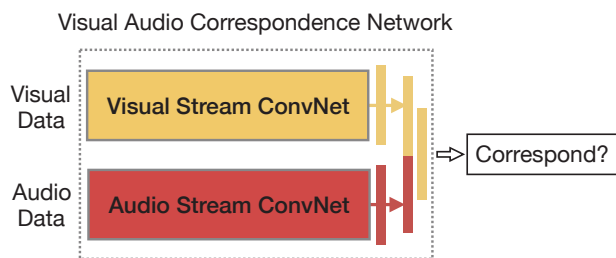 Visual Audio Correspondence Network
Visual
Data
Visual Stream ConvNet
Correspond?
Audio
Data
Audio Stream ConvNet